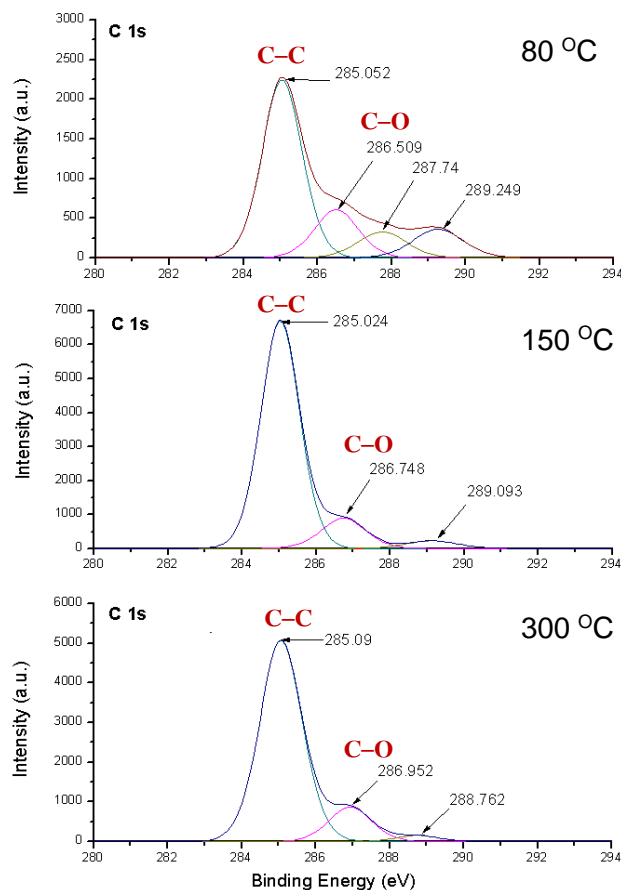 C 1s
C–C
80 ᴼC
285.052
C–O
286.509
287.74
289.249
Intensity (a.u.)
3000
2500
2000
1500
1000
500
0
280 282 284 286 288 290 292 294
C 1s
C–C
150 ᴼC
285.024
C–O
286.748
289.093
Intensity (a.u.)
7000
6000
5000
4000
3000
2000
1000
0
280 282 284 286 288 290 292 294
C 1s
C–C
300 ᴼC
285.09
C–O
286.952
288.762
Intensity (a.u.)
6000
5000
4000
3000
2000
1000
0
280 282 284 286 288 290 292 294
Binding Energy (eV)